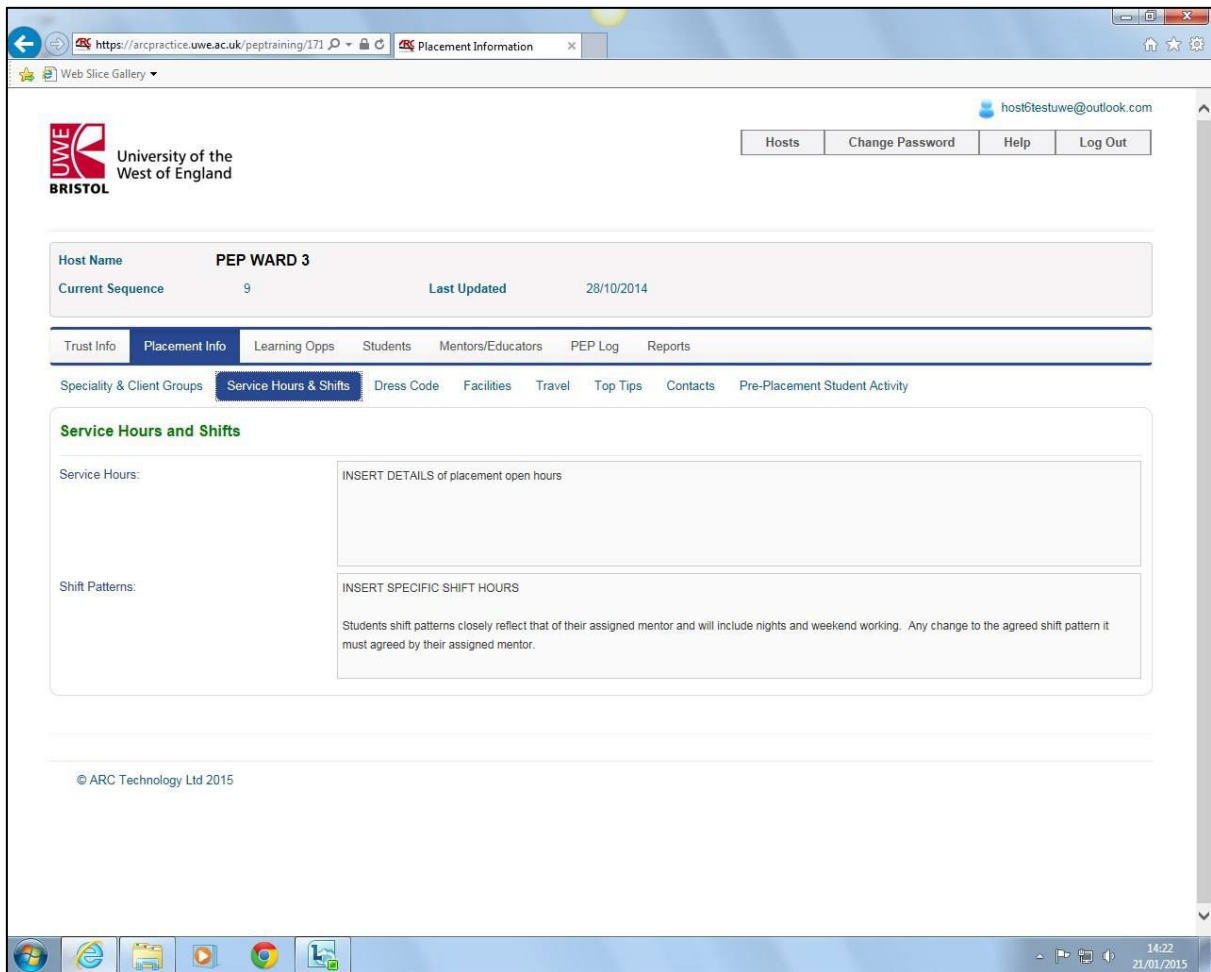 https://arcpractice.uwe.ac.uk/peptraining/171
Placement Information
Web Slice Gallery
host6testuwe@outlook.com
Hosts Change Password Help Log Out
UWE
BRISTOL
University of the
West of England
Host Name PEP WARD 3
Current Sequence 9 Last Updated 28/10/2014
Trust Info Placement Info Learning Opps Students Mentors/Educators PEP Log Reports
Speciality & Client Groups Service Hours & Shifts Dress Code Facilities Travel Top Tips Contacts Pre-Placement Student Activity
Service Hours and Shifts
Service Hours: INSERT DETAILS of placement open hours
Shift Patterns: INSERT SPECIFIC SHIFT HOURS
Students shift patterns closely reflect that of their assigned mentor and will include nights and weekend working. Any change to the agreed shift pattern it
must agreed by their assigned mentor.
© ARC Technology Ltd 2015
14:22
21/01/2015